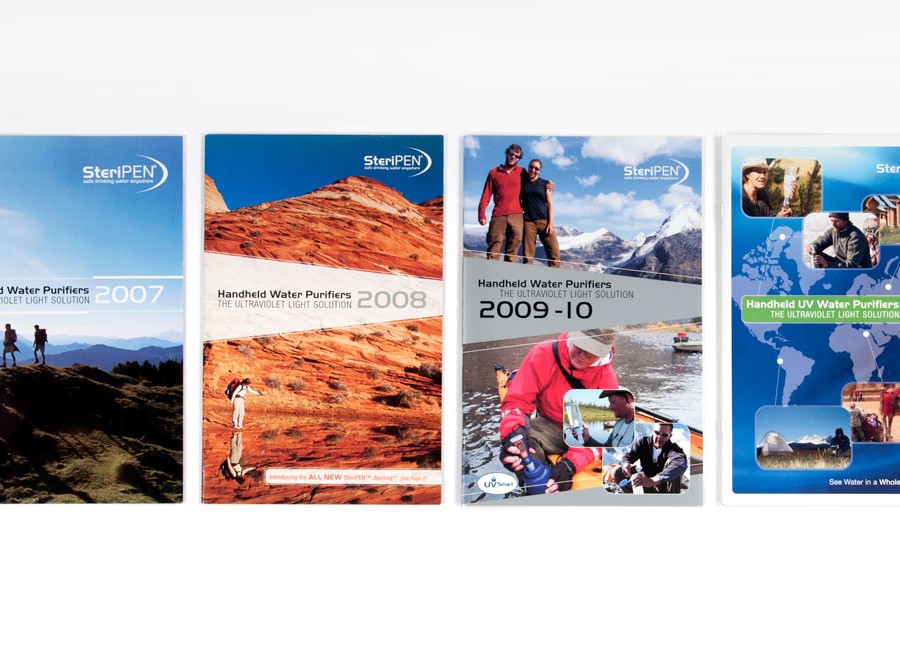 SteriPEN®
safe drinking water anywhere
d Water Purifiers
VIOLET LIGHT SOLUTION
2007
SteriPEN®
safe drinking water anywhere
Handheld Water Purifiers
THE ULTRAVIOLET LIGHT SOLUTION
2008
Introducing the ALL NEW SteriPEN™ Journey™ (See Page 2)
SteriPEN®
safe drinking water anywhere
Handheld Water Purifiers
THE ULTRAVIOLET LIGHT SOLUTION
2009-10
UV Smart
Ster
Handheld UV Water Purifiers
THE ULTRAVIOLET LIGHT SOLUTION
See Water in a Whole